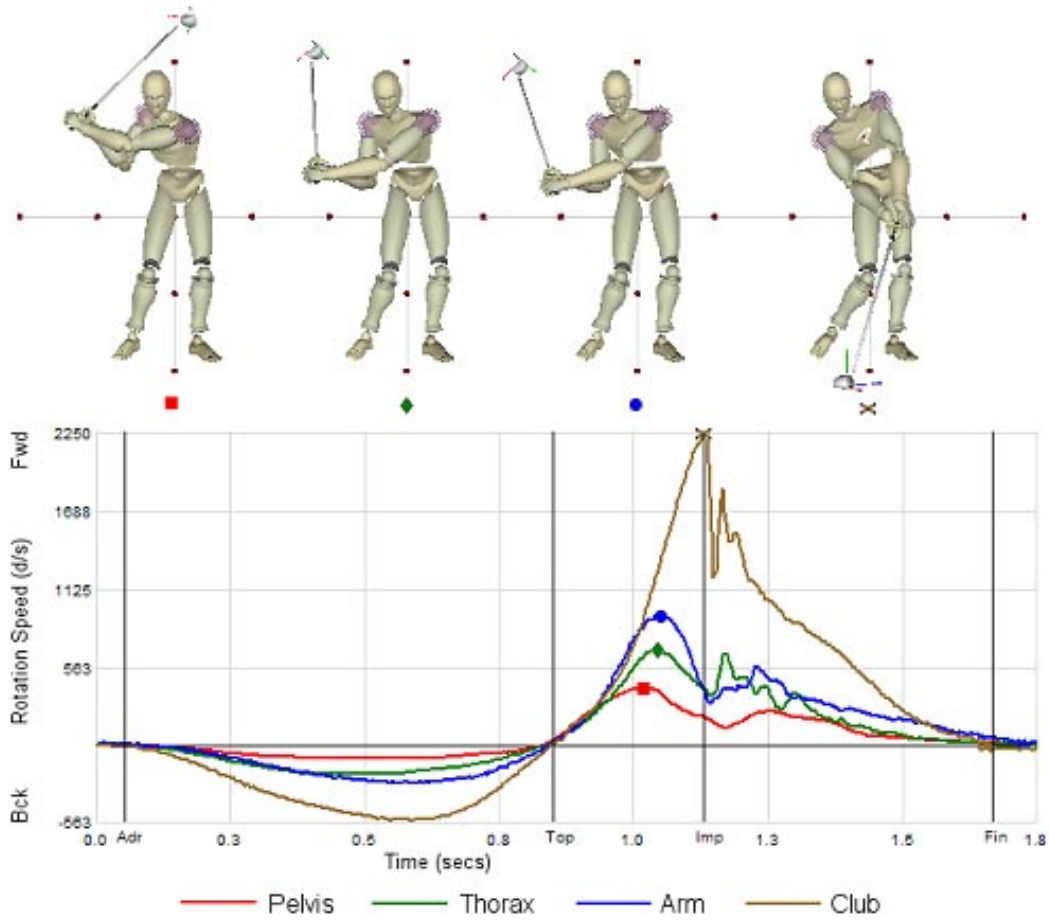 Fwd
Rotation Speed (d/s)
Bck
2250
1688
1125
563
-563
0.0 Adr 0.3 0.6 0.8 Top 1.0 Imp 1.3 1.6 Fin 1.8
Time (secs)
Pelvis Thorax Arm Club